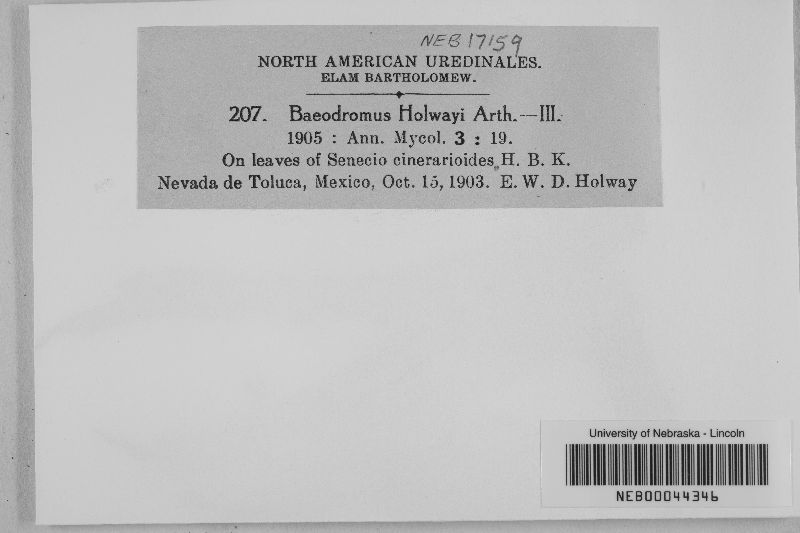 NEB 17159
NORTH AMERICAN UREDINALES.
ELAM BARTHOLOMEW.
207. Baeodromus Holwayi Arth.—III.
1905 : Ann. Mycol. 3 : 19.
On leaves of Senecio cinerarioides, H. B. K.
Nevada de Toluca, Mexico, Oct. 15, 1903. E. W. D. Holway
University of Nebraska - Lincoln
NEB00044346